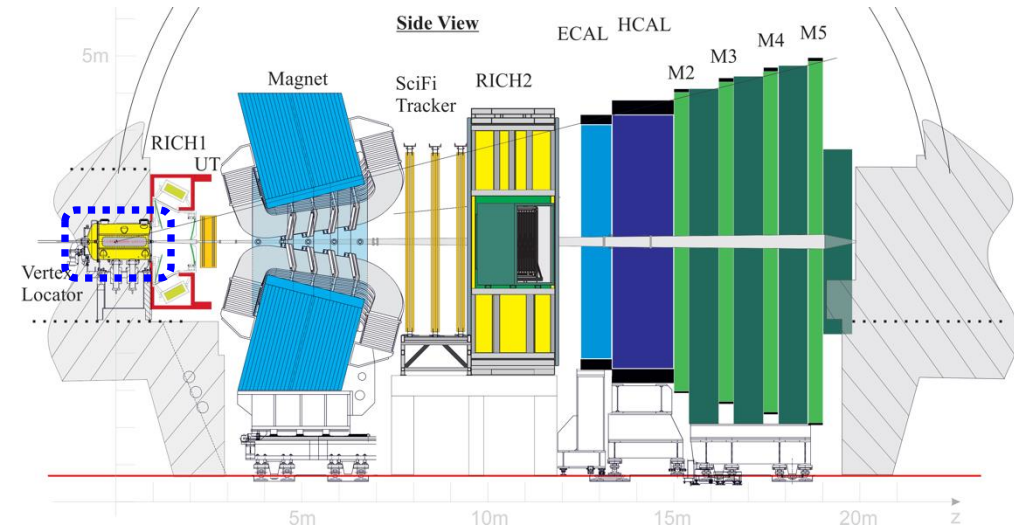 Side View
ECAL
HCAL
M5
M4
M3
M2
5m
Magnet
SciFi
Tracker
RICH2
RICH1
UT
Vertex
Locator
5m
10m
15m
20m
z